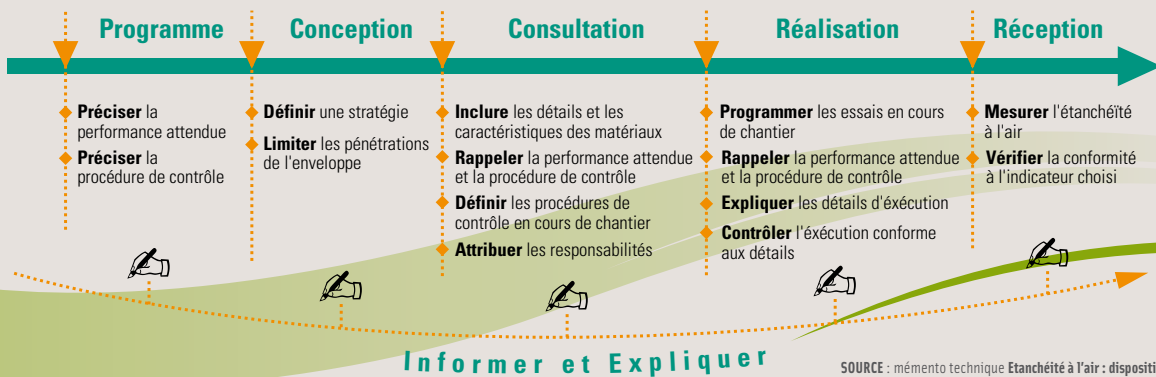 Programme
Préciser la
performance attendue
Préciser la
procédure de contrôle
Conception
Définir une stratégie
Limiter les pénétrations
de l'enveloppe
Consultation
Inclure les détails et les
caractéristiques des matériaux
Rappeler la performance attendue
et la procédure de contrôle
Définir les procédures de
contrôle en cours de chantier
Attribuer les responsabilités
Réalisation
Programmer les essais en cours
de chantier
Rappeler la performance attendue
et la procédure de contrôle
Expliquer les détails d'éxécution
Contrôler l'éxécution conforme
aux détails
Réception
Mesurer l'étanchéïté
à l'air
Vérifier la conformité
à l'indicateur choisi
Informer et Expliquer
SOURCE : mémento technique Etanchéité à l'air : dispositi